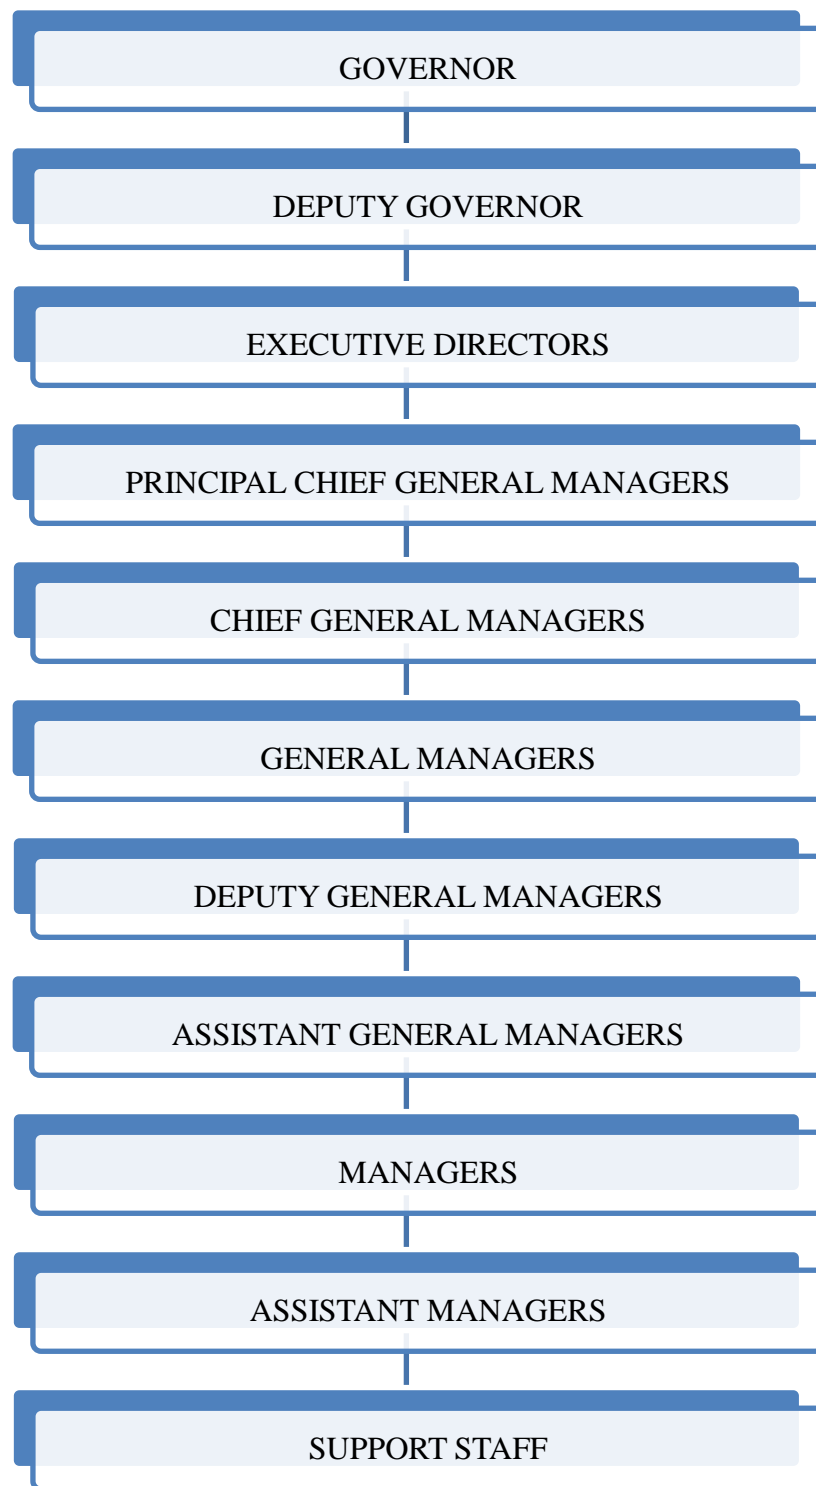 GOVERNOR
DEPUTY GOVERNOR
EXECUTIVE DIRECTORS
PRINCIPAL CHIEF GENERAL MANAGERS
CHIEF GENERAL MANAGERS
GENERAL MANAGERS
DEPUTY GENERAL MANAGERS
ASSISTANT GENERAL MANAGERS
MANAGERS
ASSISTANT MANAGERS
SUPPORT STAFF